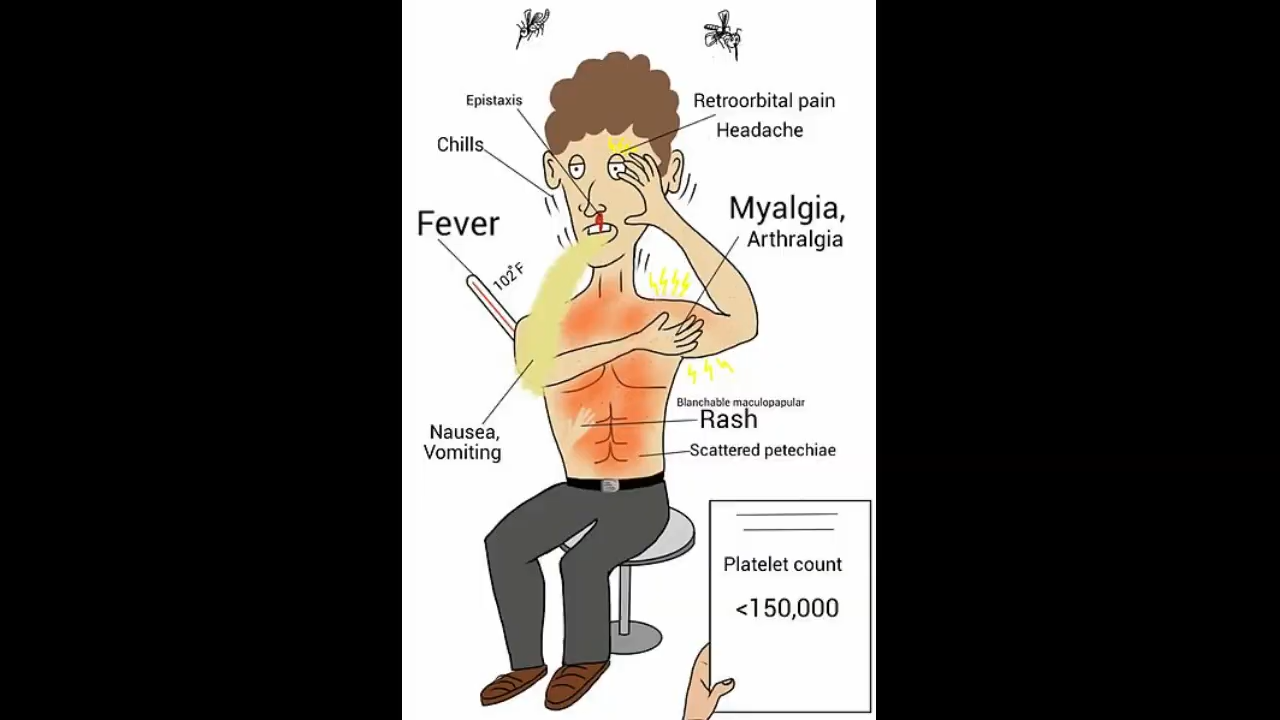 Epistaxis
Retroorbital pain
Headache
Chills
Fever
102°F
Myalgia,
Arthralgia
Nausea,
Vomiting
Blanchable maculopapular
Rash
Scattered petechiae
Platelet count
<150,000